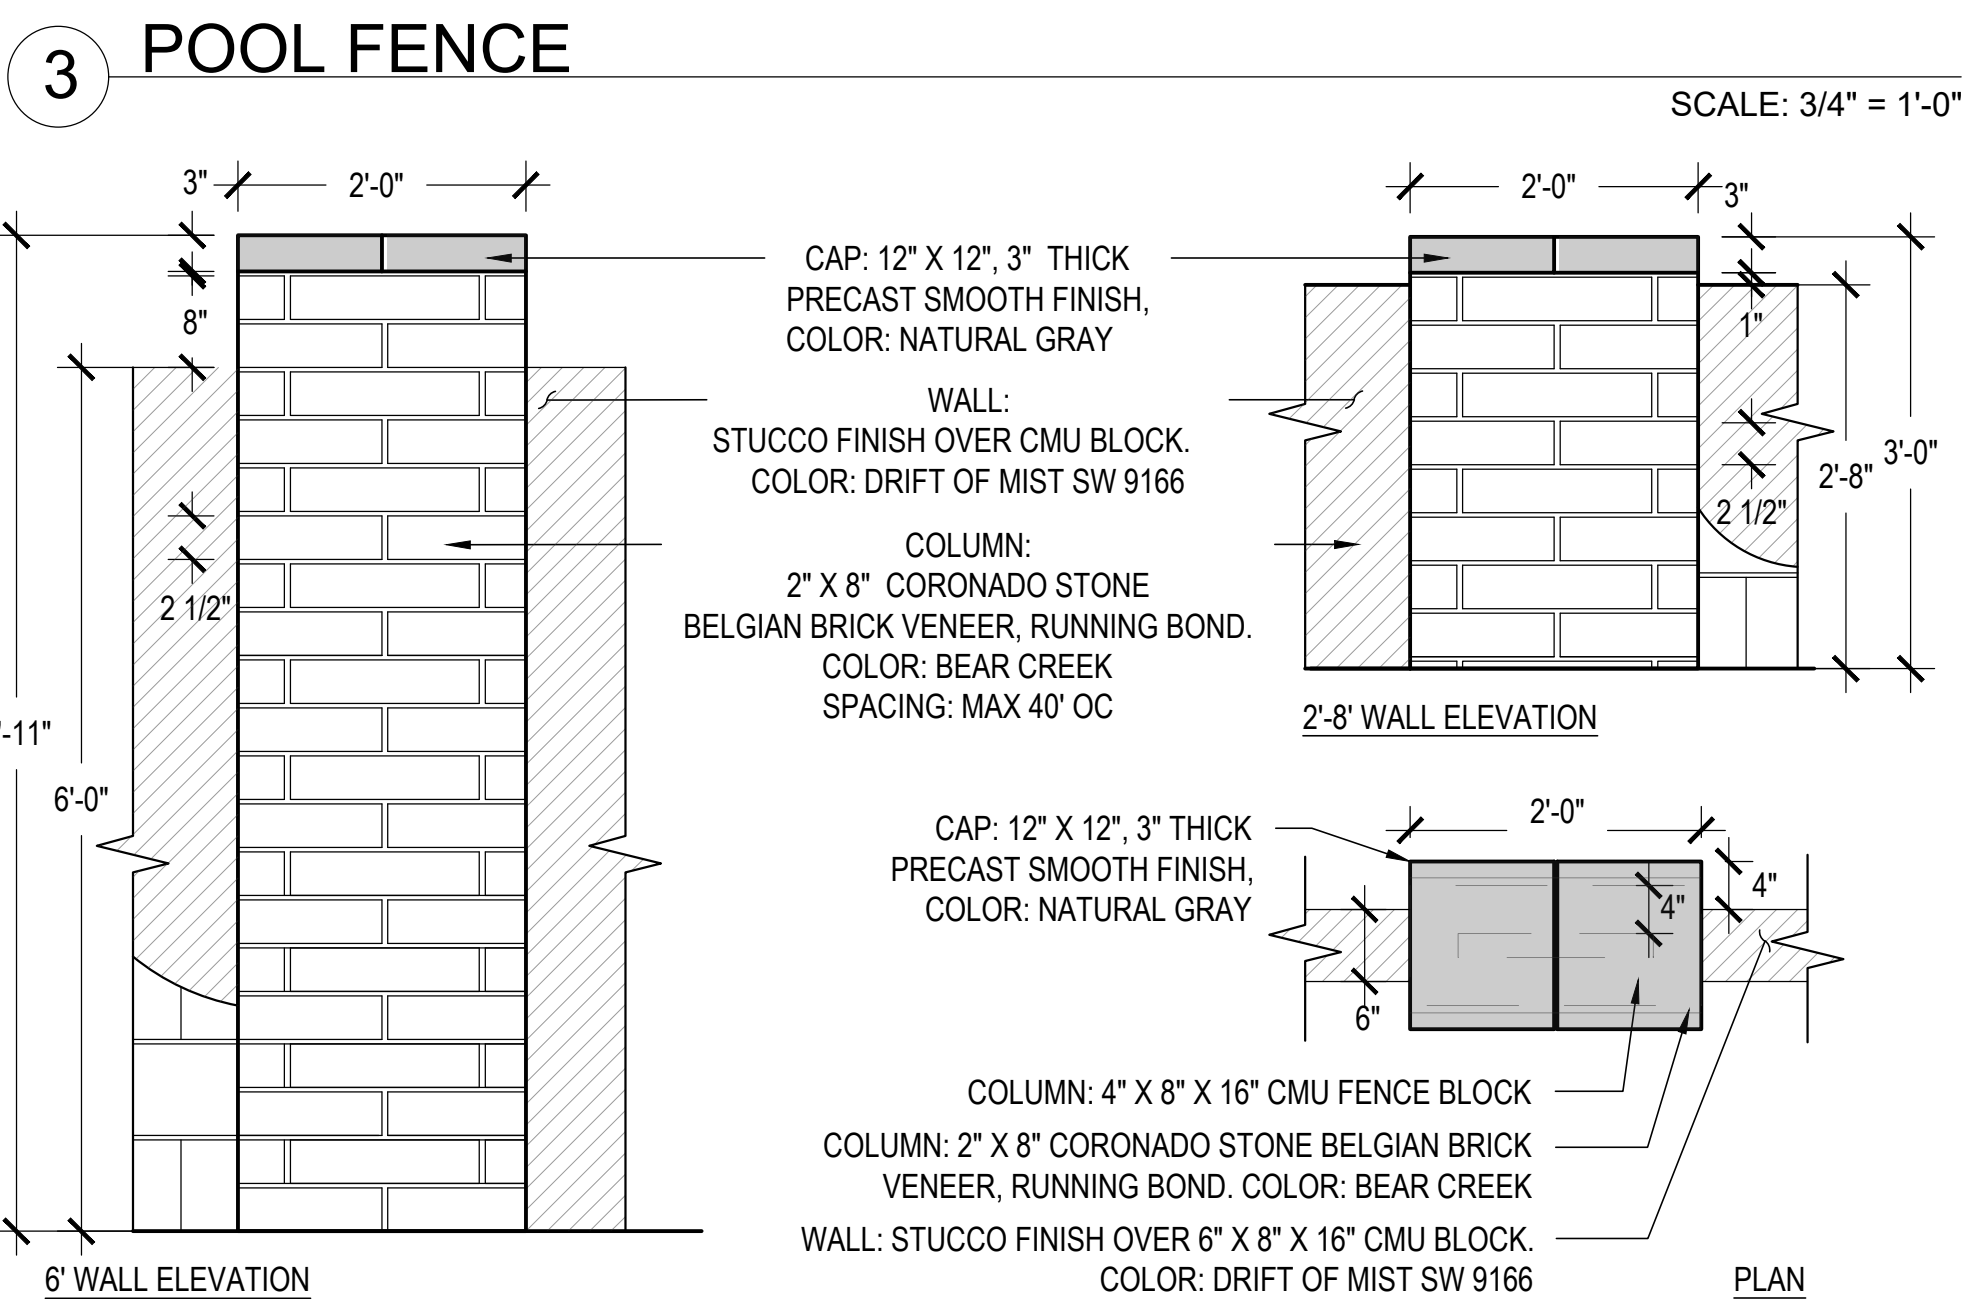 3
POOL FENCE
SCALE: 3/4" = 1'-0"
3"
2'-0"
8"
2 1/2"
'-11"
6'-0"
6' WALL ELEVATION
CAP: 12" X 12", 3" THICK
PRECAST SMOOTH FINISH,
COLOR: NATURAL GRAY
WALL:
STUCCO FINISH OVER CMU BLOCK.
COLOR: DRIFT OF MIST SW 9166
COLUMN:
2" X 8" CORONADO STONE
BELGIAN BRICK VENEER, RUNNING BOND.
COLOR: BEAR CREEK
SPACING: MAX 40' OC
2'-0"
3"
1"
2 1/2"
2'-8"
3'-0"
2'-8' WALL ELEVATION
CAP: 12" X 12", 3" THICK
PRECAST SMOOTH FINISH,
COLOR: NATURAL GRAY
2'-0"
4"
4"
6"
COLUMN: 4" X 8" X 16" CMU FENCE BLOCK
COLUMN: 2" X 8" CORONADO STONE BELGIAN BRICK
VENEER, RUNNING BOND. COLOR: BEAR CREEK
WALL: STUCCO FINISH OVER 6" X 8" X 16" CMU BLOCK.
COLOR: DRIFT OF MIST SW 9166
PLAN